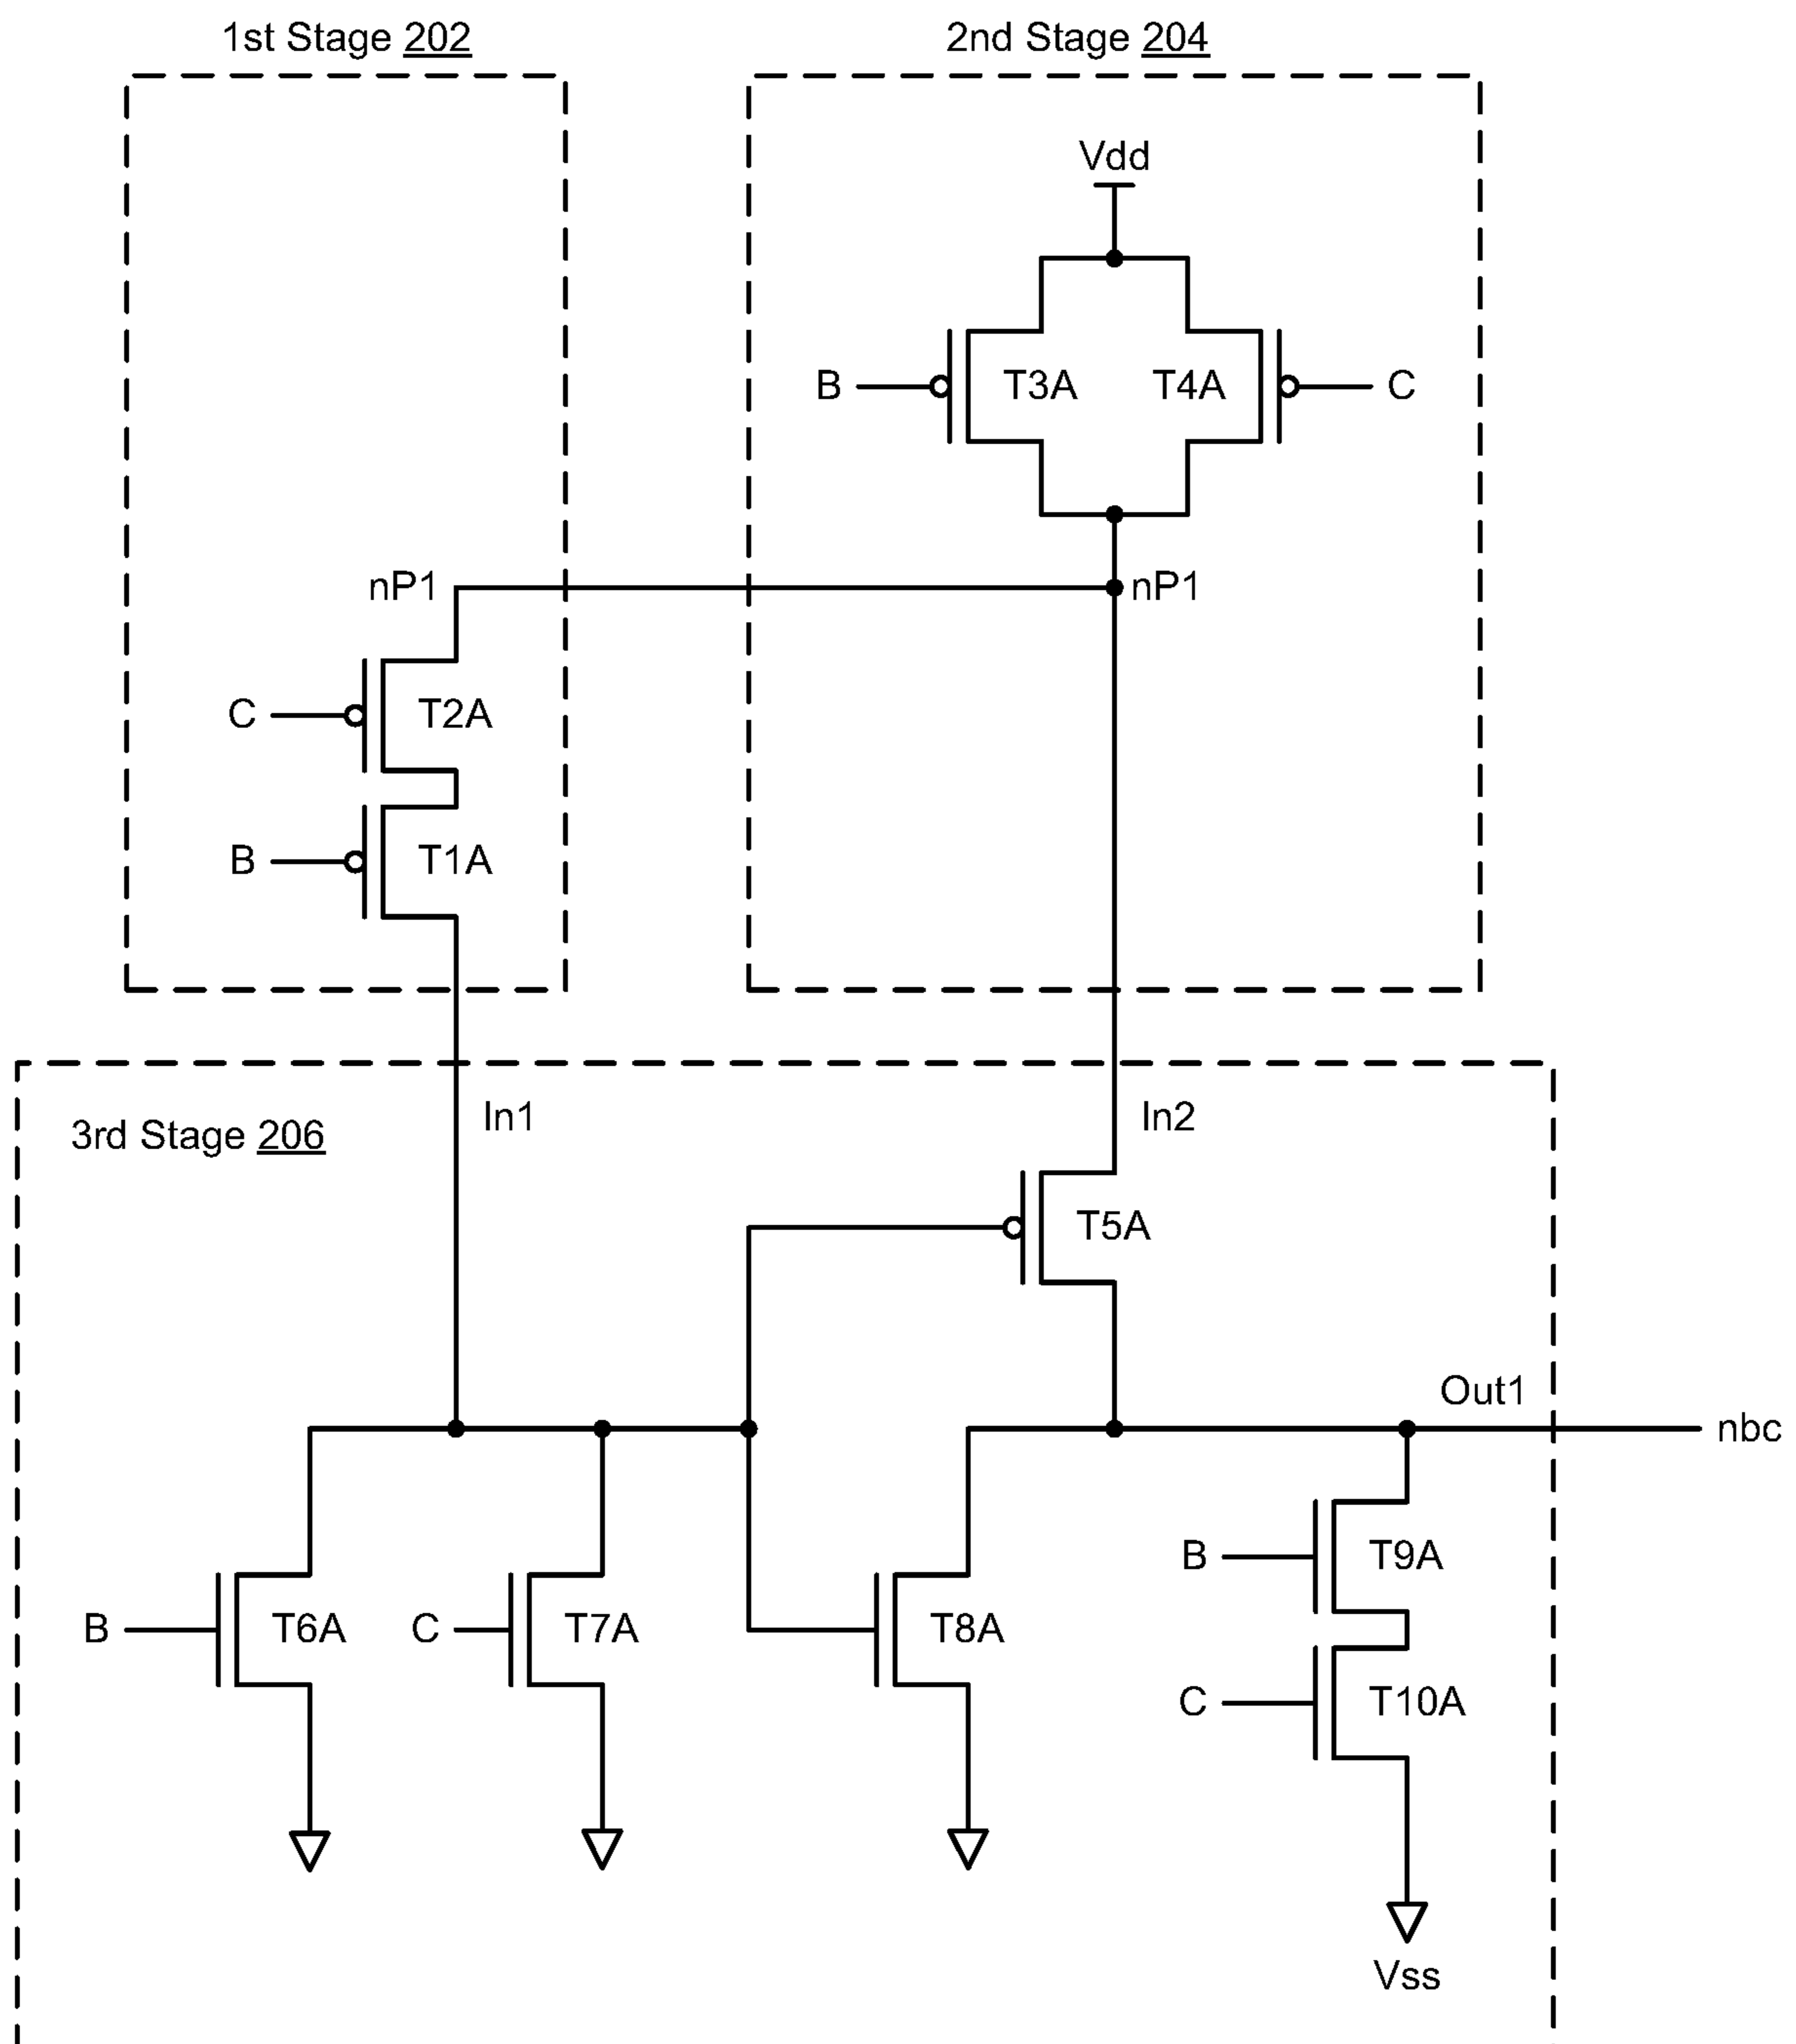 1st Stage 202
2nd Stage 204
Vdd
B
T3A
T4A
C
nP1
nP1
C
T2A
B
T1A
In1
In2
3rd Stage 206
T5A
Out1
nbc
B
T9A
B
T6A
C
T7A
T8A
C
T10A
Vss